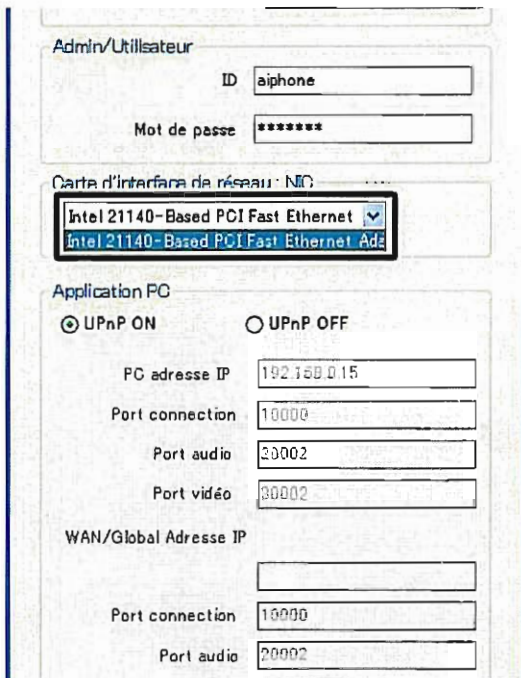 Admin/Utilisateur
ID aiphone
Mot de passe *******
Carte d'interface de réseau : NIC
Intel 21140-Based PCI Fast Ethernet
Intel 21140-Based PCI Fast Ethernet Ada
Application PC
UPnP ON UPnP OFF
PC adresse IP 192.168.0.15
Port connection 10000
Port audio 20002
Port vidéo 30002
WAN/Global Adresse IP
Port connection 10000
Port audio 20002